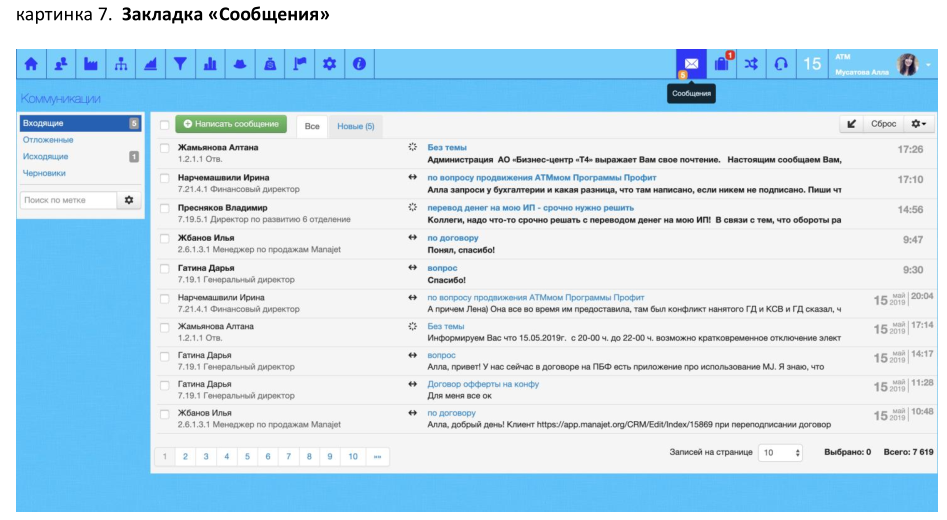 картинка 7. Закладка «Сообщения»
1
15
АТМ
Мусатова Алла
5
Сообщения
Коммуникации
Входящие 5
Отложенные
Исходящие 1
Черновики
Поиск по метке
Написать сообщение Все Новые (5) Сброс
Жамьянова Алтана Без темы 17:26
1.2.1.1 Отв. Администрация АО «Бизнес-центр «Т4» выражает Вам свое почтение. Настоящим сообщаем Вам,
Нарчемашвили Ирина по вопросу продвижения АТМмом Программы Профит 17:10
7.21.4.1 Финансовый директор Алла запроси у бухгалтерии и какая разница, что там написано, если никем не подписано. Пиши чт
Пресняков Владимир перевод денег на мою ИП - срочно нужно решить 14:56
7.19.5.1 Директор по развитию 6 отделение Коллеги, надо что-то срочно решать с переводом денег на мою ИП! В связи с тем, что обороты ра
Жбанов Илья по договору 9:47
2.6.1.3.1 Менеджер по продажам Manajet Понял, спасибо!
Гатина Дарья вопрос 9:30
7.19.1 Генеральный директор Спасибо!
Нарчемашвили Ирина по вопросу продвижения АТМмом Программы Профит 15 май 2019 20:04
7.21.4.1 Финансовый директор А причем Лена) Она все во время им предоставила, там был конфликт нанятого ГД и КСВ и ГД сказал, ч
Жамьянова Алтана Без темы 15 май 2019 17:14
1.2.1.1 Отв. Информируем Вас что 15.05.2019г. с 20-00 ч. до 22-00 ч. возможно кратковременное отключение элект
Гатина Дарья вопрос 15 май 2019 14:17
7.19.1 Генеральный директор Алла, привет! У нас сейчас в договоре на ПБФ есть приложение про использование MJ. Я знаю, что
Гатина Дарья Договор офферты на конфу 15 май 2019 11:28
7.19.1 Генеральный директор Для меня все ок
Жбанов Илья по договору 15 май 2019 10:48
2.6.1.3.1 Менеджер по продажам Manajet Алла, добрый день! Клиент https://app.manajet.org/CRM/Edit/Index/15869 при переподписании договор
1 2 3 4 5 6 7 8 9 10 »» Записей на странице 10 Выбрано: 0 Всего: 7 619